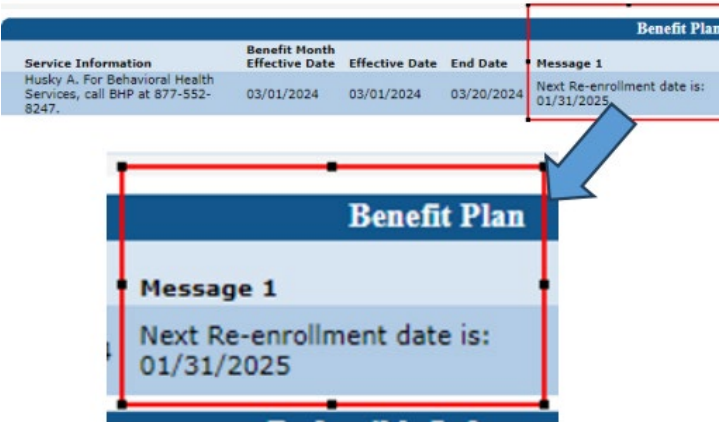 Benefit Plan
Benefit Month
Service Information Effective Date Effective Date End Date Message 1
Husky A. For Behavioral Health
Services, call BHP at 877-552-
8247.
03/01/2024 03/01/2024 03/20/2024
Next Re-enrollment date is:
01/31/2025
Benefit Plan
Message 1
Next Re-enrollment date is:
01/31/2025